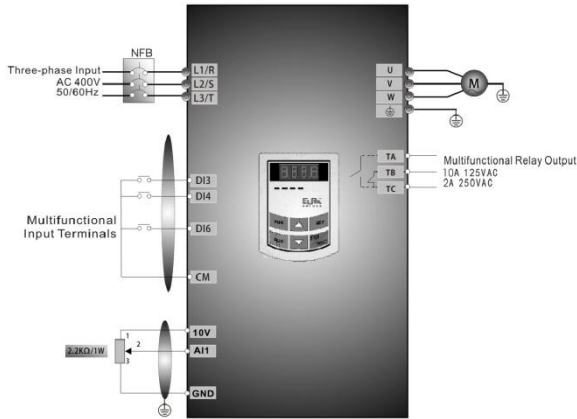 NFB
Three-phase Input
AC 400V
50/60Hz
L1/R
L2/S
L3/T
U
V
W
M
TA
TB
TC
Multifunctional Relay Output
10A 125VAC
2A 250VAC
DI3
DI4
DI6
CM
Multifunctional
Input Terminals
10V
AI1
GND
1
2
3
2.2KΩ/1W